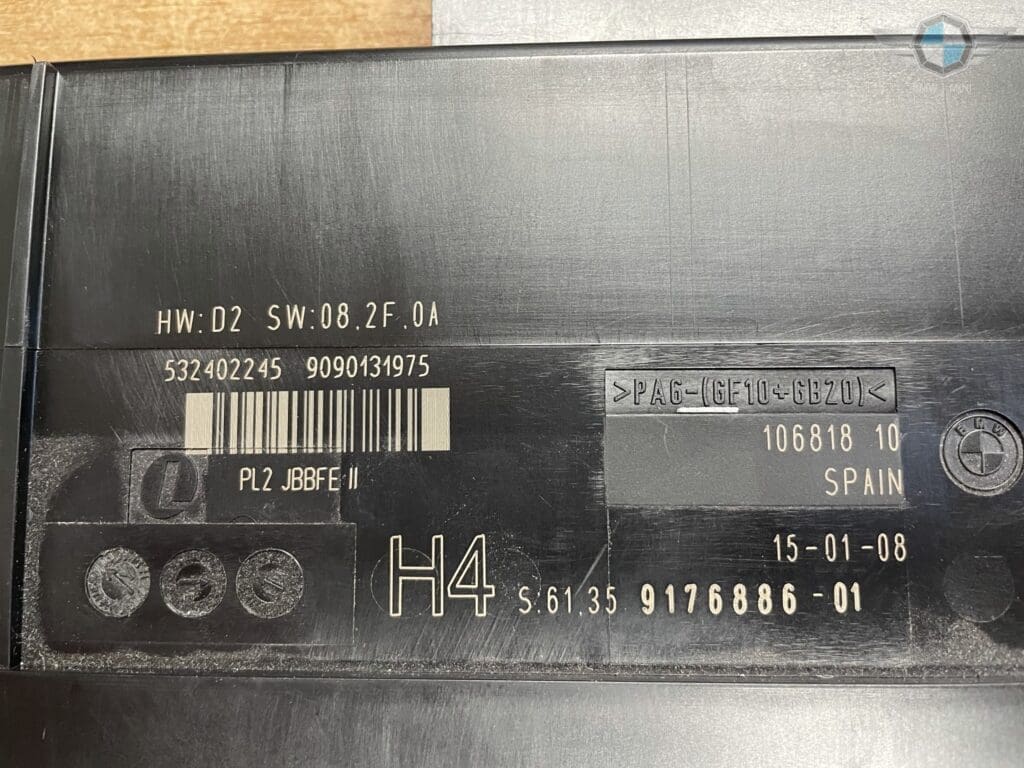 HW:D2 SW:08.2F.0A
532402245 9090131975
PL2 JBBFE II
>PA6-(GF10+GB20)<
106818 10
SPAIN
BMW
15-01-08
H4
S:61.35 9176886-01